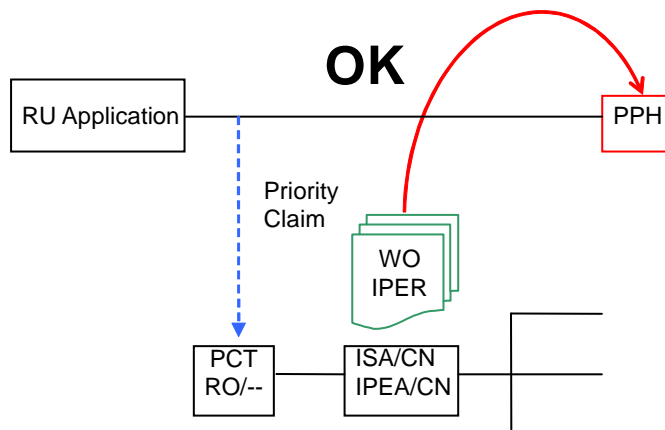 OK
RU Application
PPH
Priority
Claim
WO
IPER
PCT
RO/--
ISA/CN
IPEA/CN